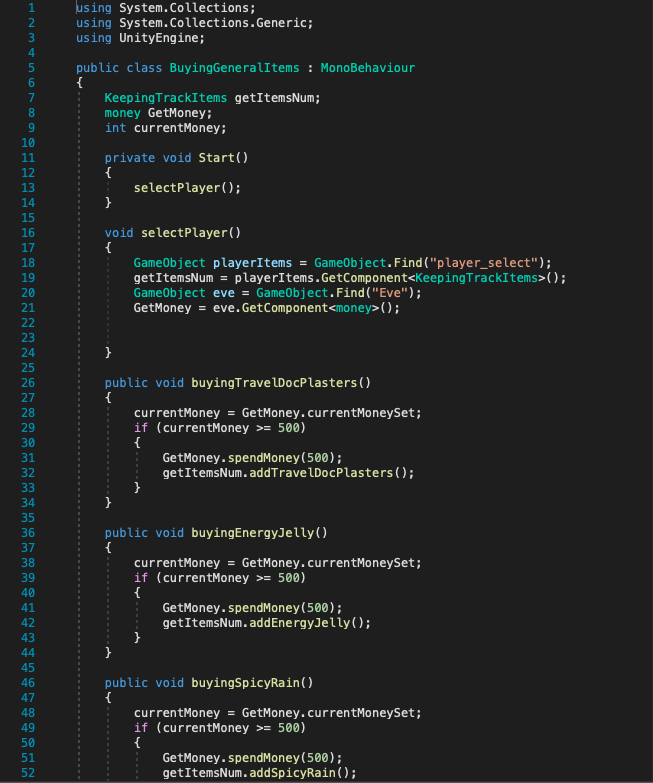 1 using System.Collections;
2 using System.Collections.Generic;
3 using UnityEngine;
4
5 public class BuyingGeneralItems : MonoBehaviour
6 {
7 KeepingTrackItems getItemsNum;
8 money GetMoney;
9 int currentMoney;
10
11 private void Start()
12 {
13 selectPlayer();
14 }
15
16 void selectPlayer()
17 {
18 GameObject playerItems = GameObject.Find("player_select");
19 getItemsNum = playerItems.GetComponent<KeepingTrackItems>();
20 GameObject eve = GameObject.Find("Eve");
21 GetMoney = eve.GetComponent<money>();
22
23
24 }
25
26 public void buyingTravelDocPlasters()
27 {
28 currentMoney = GetMoney.currentMoneySet;
29 if (currentMoney >= 500)
30 {
31 GetMoney.spendMoney(500);
32 getItemsNum.addTravelDocPlasters();
33 }
34 }
35
36 public void buyingEnergyJelly()
37 {
38 currentMoney = GetMoney.currentMoneySet;
39 if (currentMoney >= 500)
40 {
41 GetMoney.spendMoney(500);
42 getItemsNum.addEnergyJelly();
43 }
44 }
45
46 public void buyingSpicyRain()
47 {
48 currentMoney = GetMoney.currentMoneySet;
49 if (currentMoney >= 500)
50 {
51 GetMoney.spendMoney(500);
52 getItemsNum.addSpicyRain();